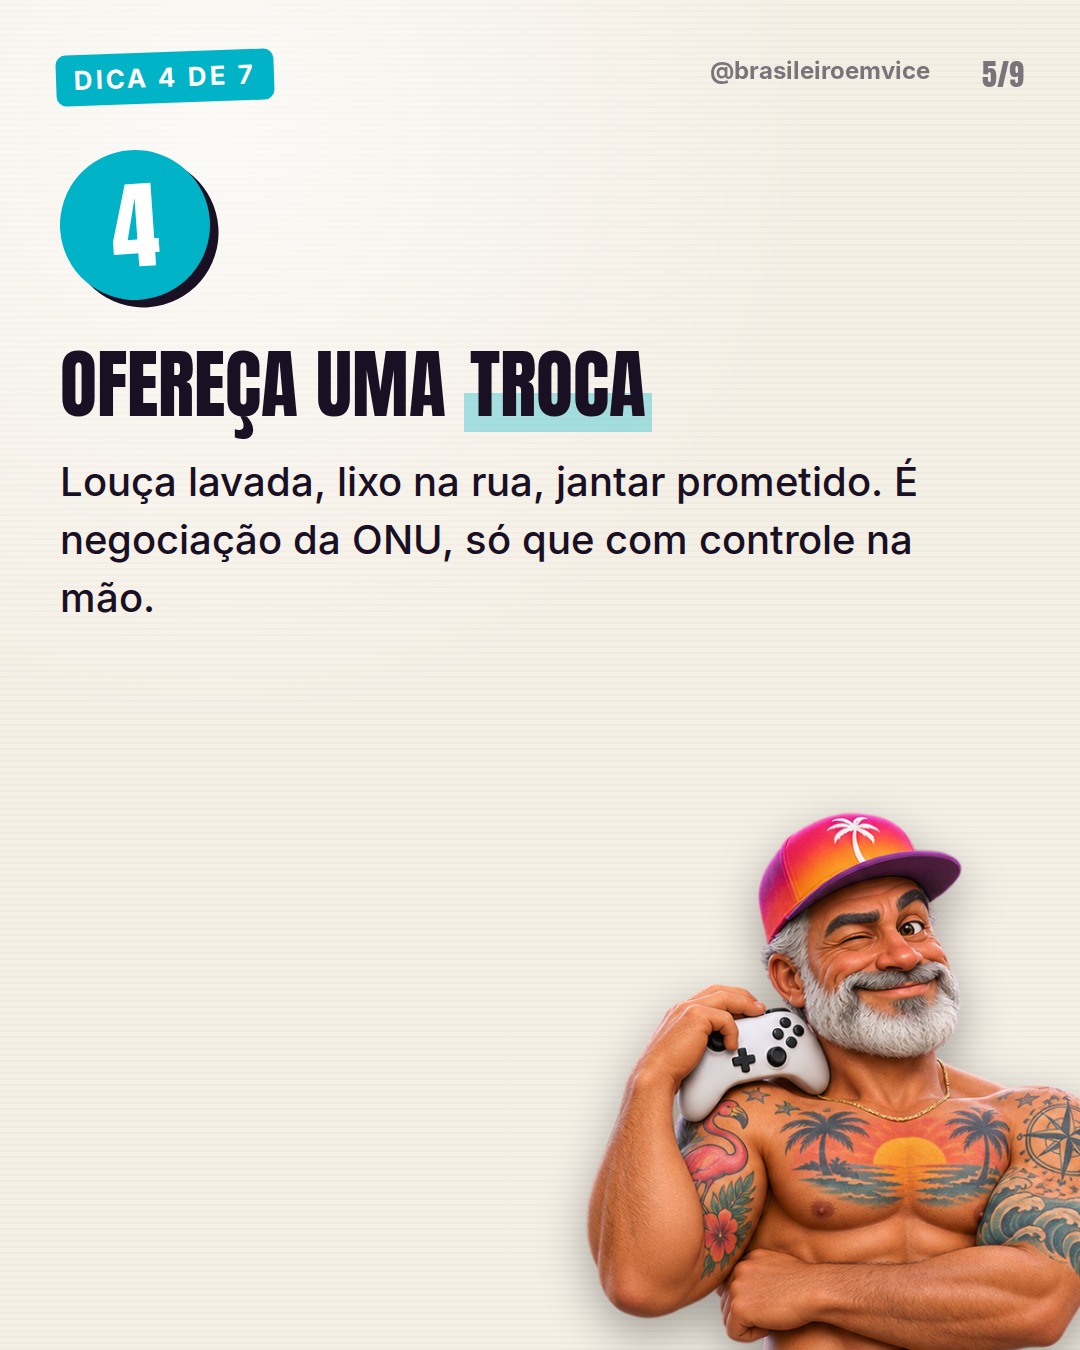 DICA 4 DE 7
@brasileiroemvice
5/9
4
OFEREÇA UMA TROCA
Louça lavada, lixo na rua, jantar prometido. É
negociação da ONU, só que com controle na
mão.